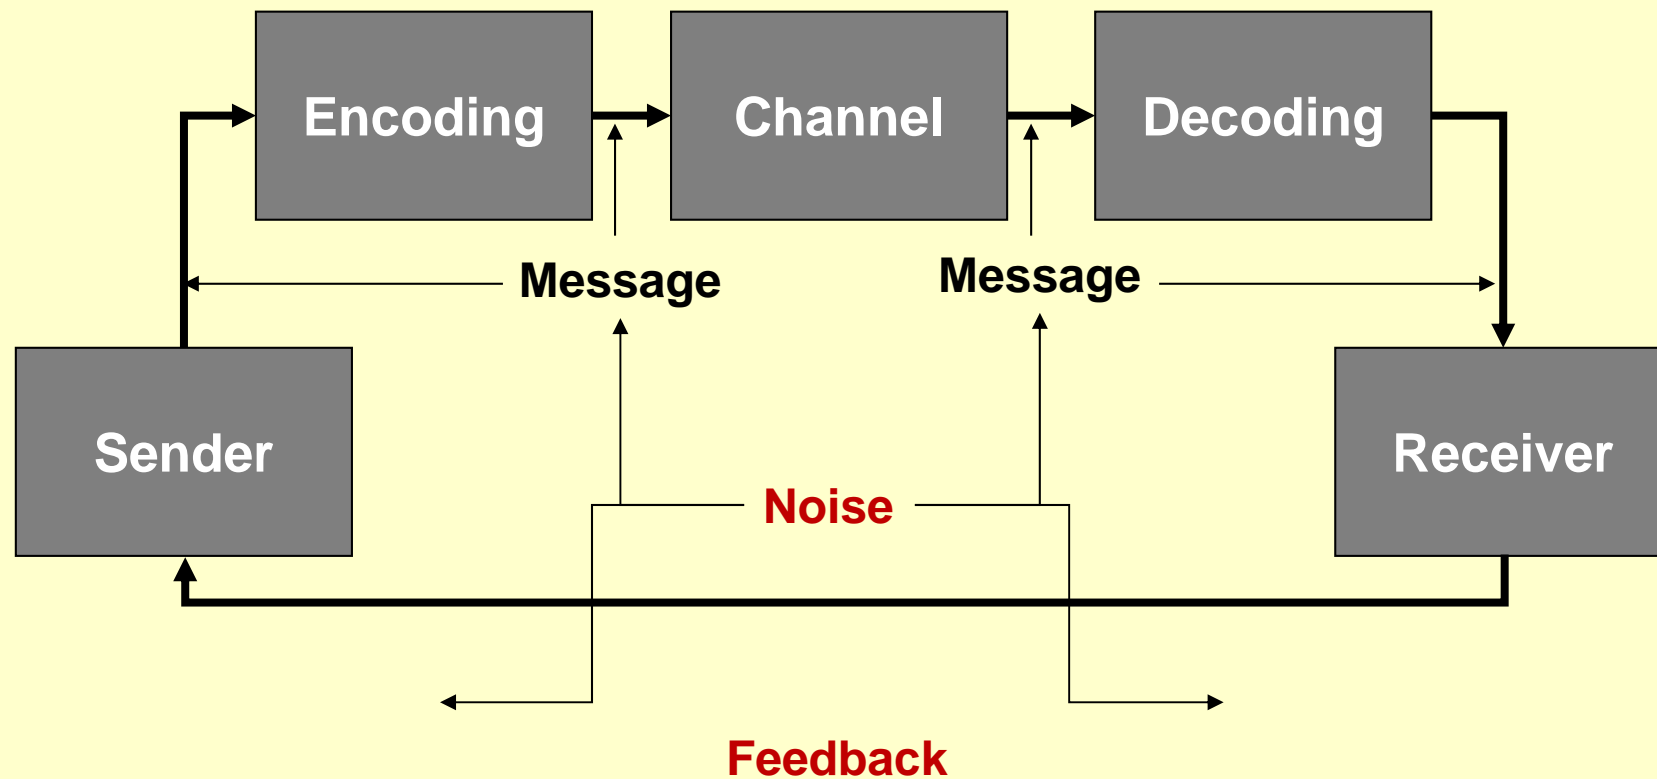 Encoding
Channel
Decoding
Message
Message
Sender
Receiver
Noise
Feedback